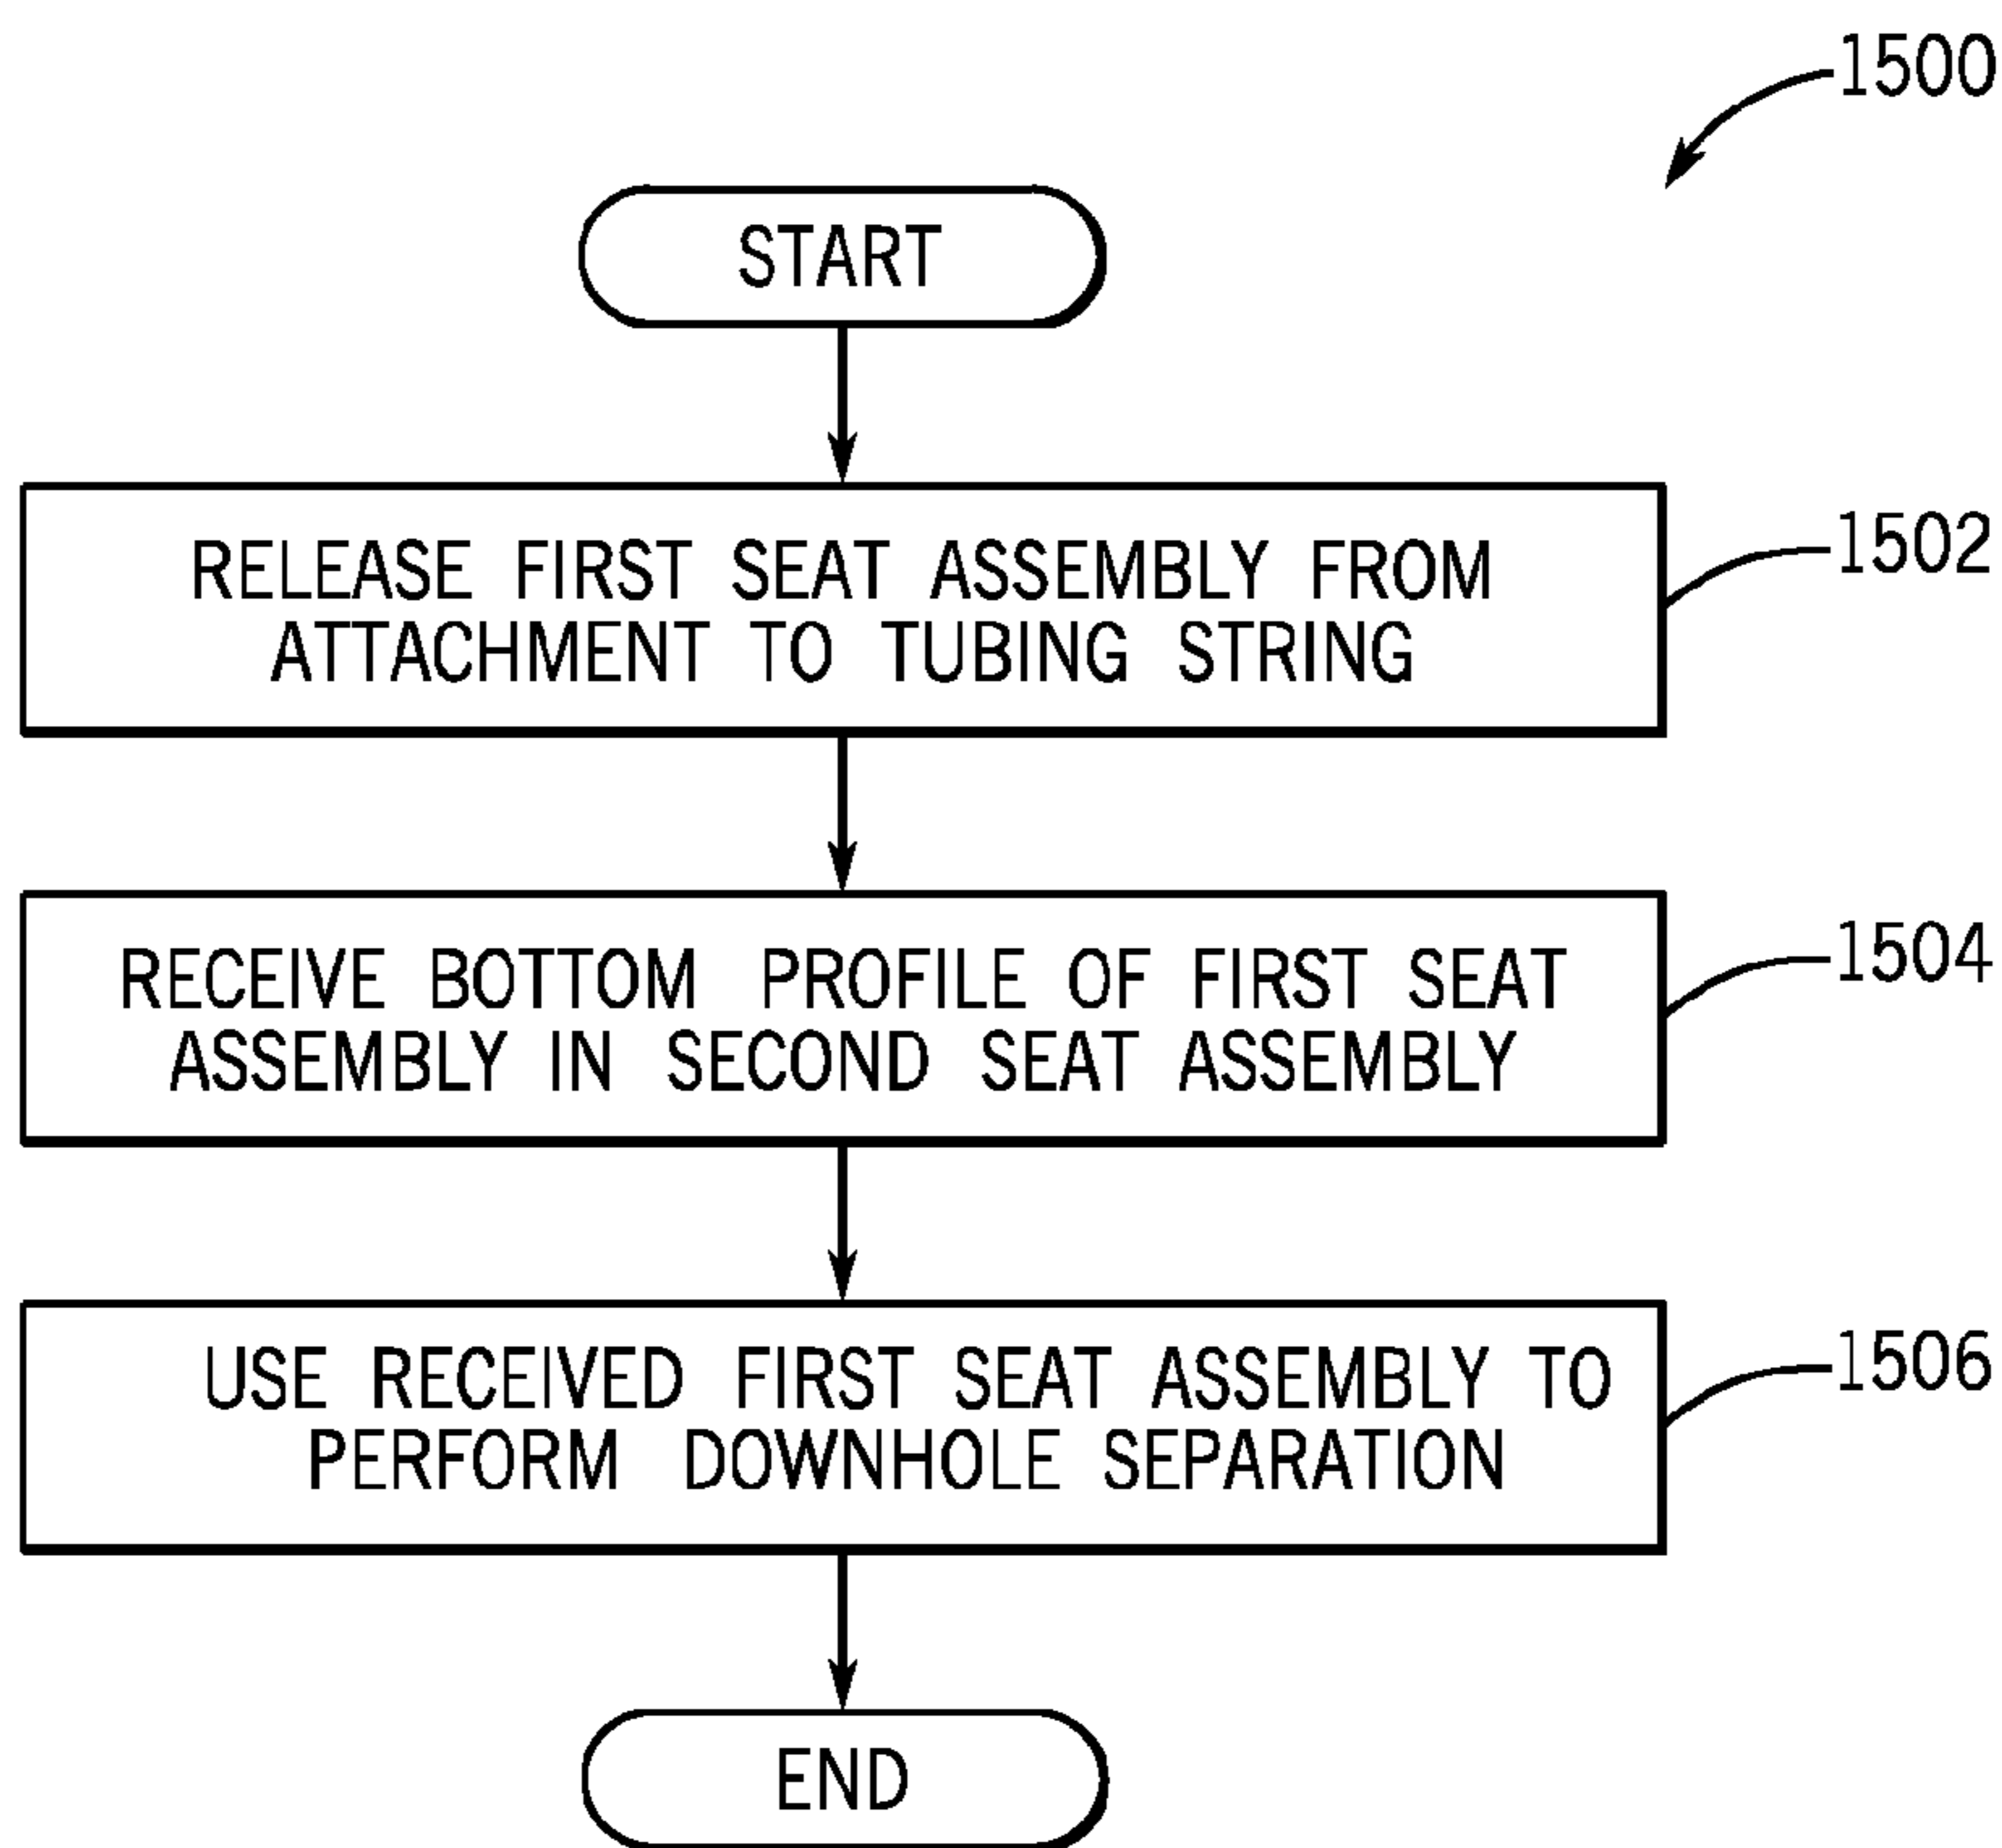 1500
START
RELEASE FIRST SEAT ASSEMBLY FROM
ATTACHMENT TO TUBING STRING
1502
RECEIVE BOTTOM PROFILE OF FIRST SEAT
ASSEMBLY IN SECOND SEAT ASSEMBLY
1504
USE RECEIVED FIRST SEAT ASSEMBLY TO
PERFORM DOWNHOLE SEPARATION
1506
END